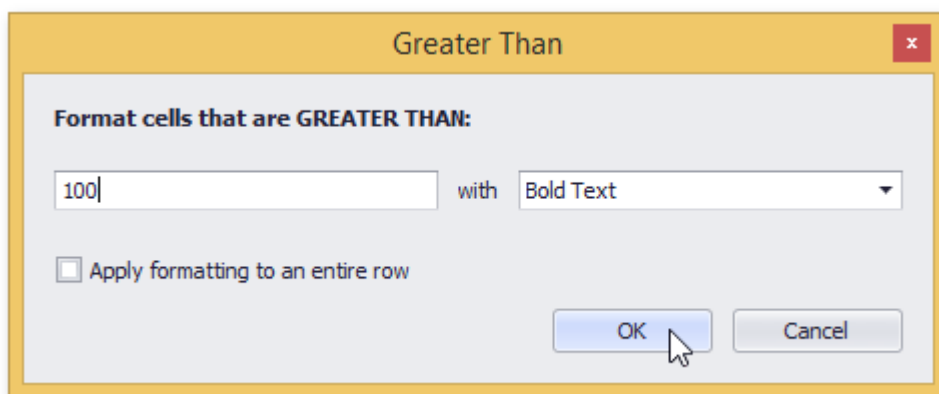 Greater Than
x
Format cells that are GREATER THAN:
100 with Bold Text
Apply formatting to an entire row
OK Cancel